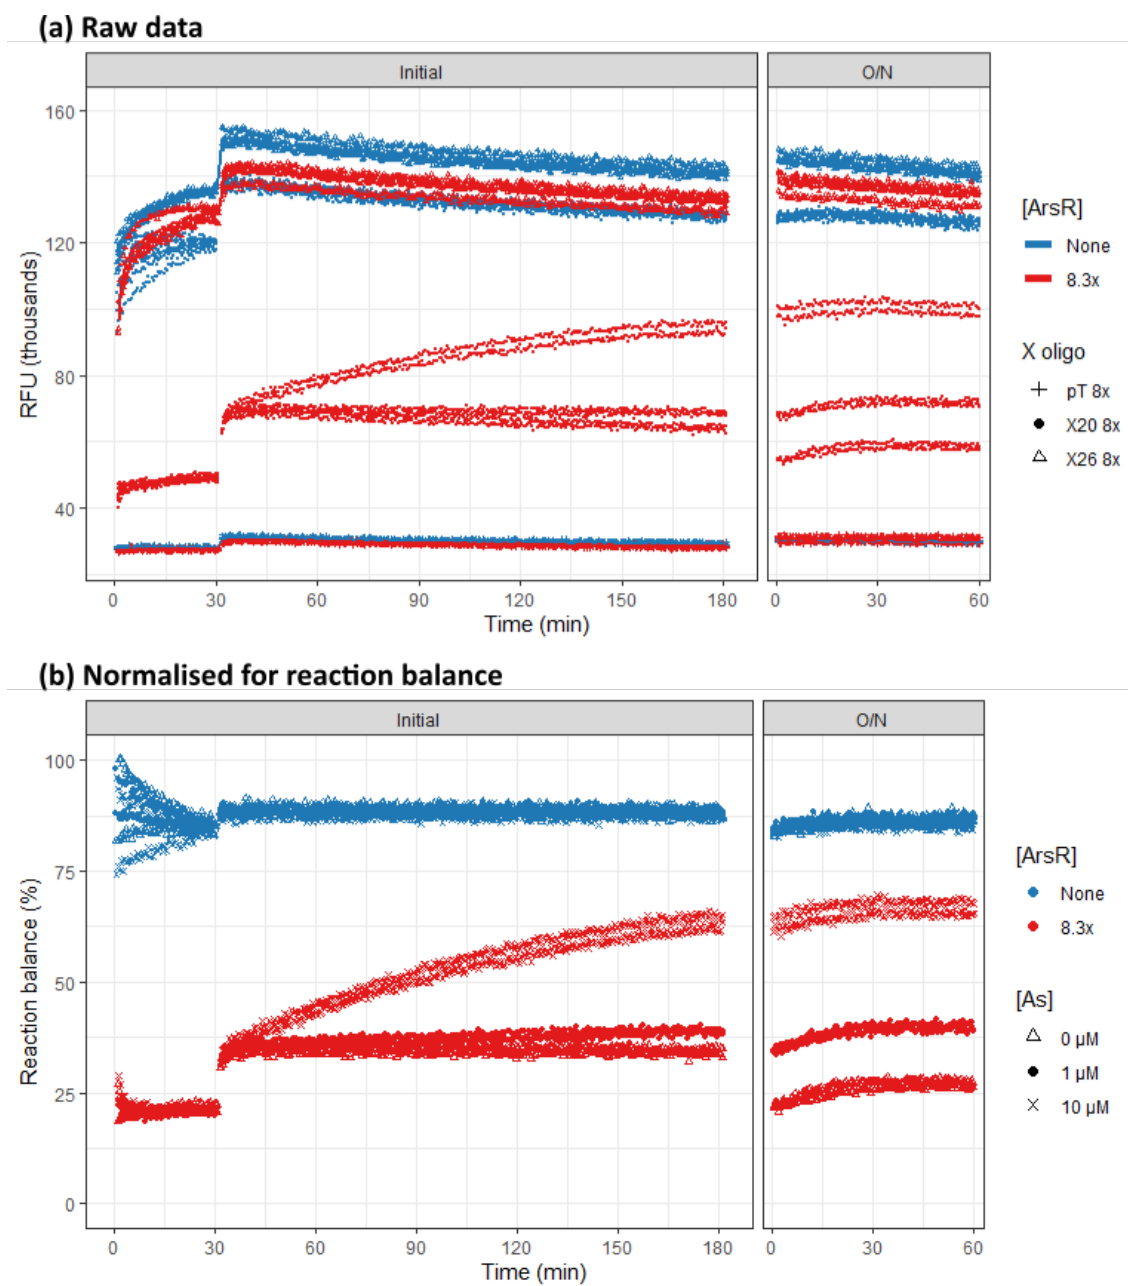 (a) Raw data
Initial
O/N
160
120
80
40
RFU (thousands)
0 30 60 90 120 150 180
0 30 60
Time (min)
[ArsR]
None
8.3x
X oligo
pT 8x
X20 8x
X26 8x
(b) Normalised for reaction balance
Initial
O/N
100
75
50
25
0
Reaction balance (%)
0 30 60 90 120 150 180
0 30 60
Time (min)
[ArsR]
None
8.3x
[As]
0 µM
1 µM
10 µM